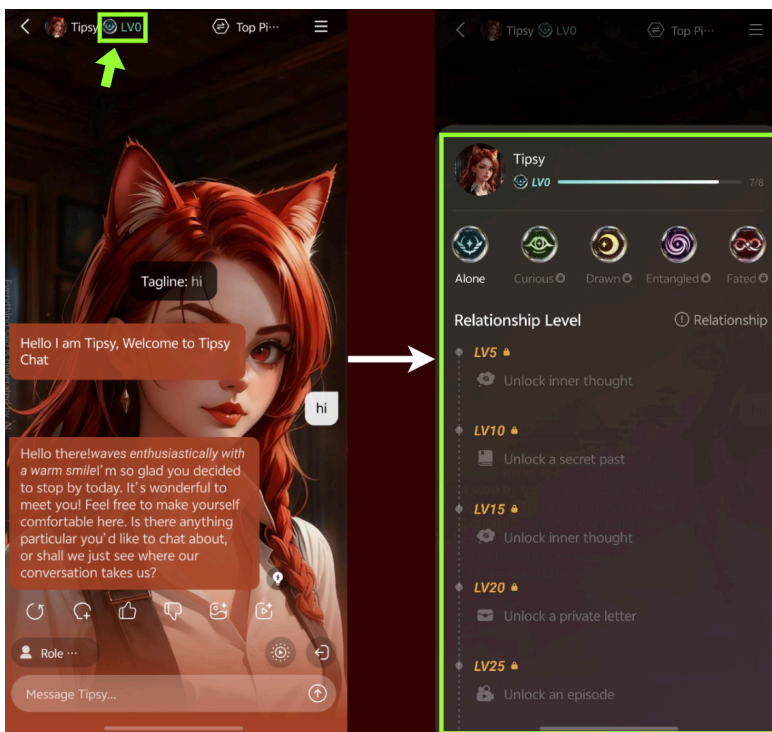 Tipsy LV0 Top Pi···
Tagline: hi
Hello I am Tipsy, Welcome to Tipsy
Chat
hi
Hello there!waves enthusiastically with
a warm smileI'm so glad you decided
to stop by today. It's wonderful to
meet you! Feel free to make yourself
comfortable here. Is there anything
particular you'd like to chat about,
or shall we just see where our
conversation takes us?
Role ···
Message Tipsy...
Tipsy LV0 Top Pi···
Tipsy
LV0 7/8
Alone Curious Drawn Entangled Fated
Relationship Level Relationship
LV5
Unlock inner thought
hi
LV10
Unlock a secret past
LV15
Unlock inner thought
LV20
Unlock a private letter
LV25
Unlock an episode